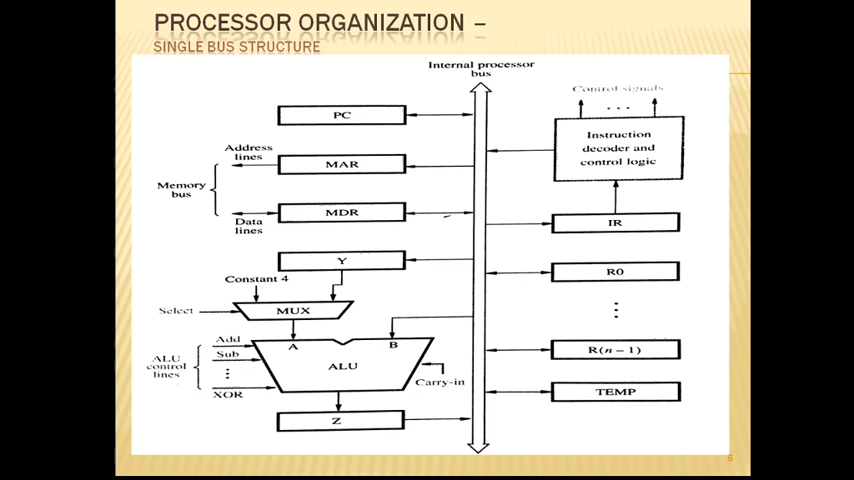 PROCESSOR ORGANIZATION –
SINGLE BUS STRUCTURE
Internal processor
bus
Control signals
PC
Instruction
decoder and
control logic
Address
lines
MAR
Memory
bus
MDR
Data
lines
IR
Y
Constant 4
R0
Select
MUX
Add
A
B
R(n − 1)
Sub
ALU
control
lines
ALU
Carry-in
XOR
TEMP
Z
6